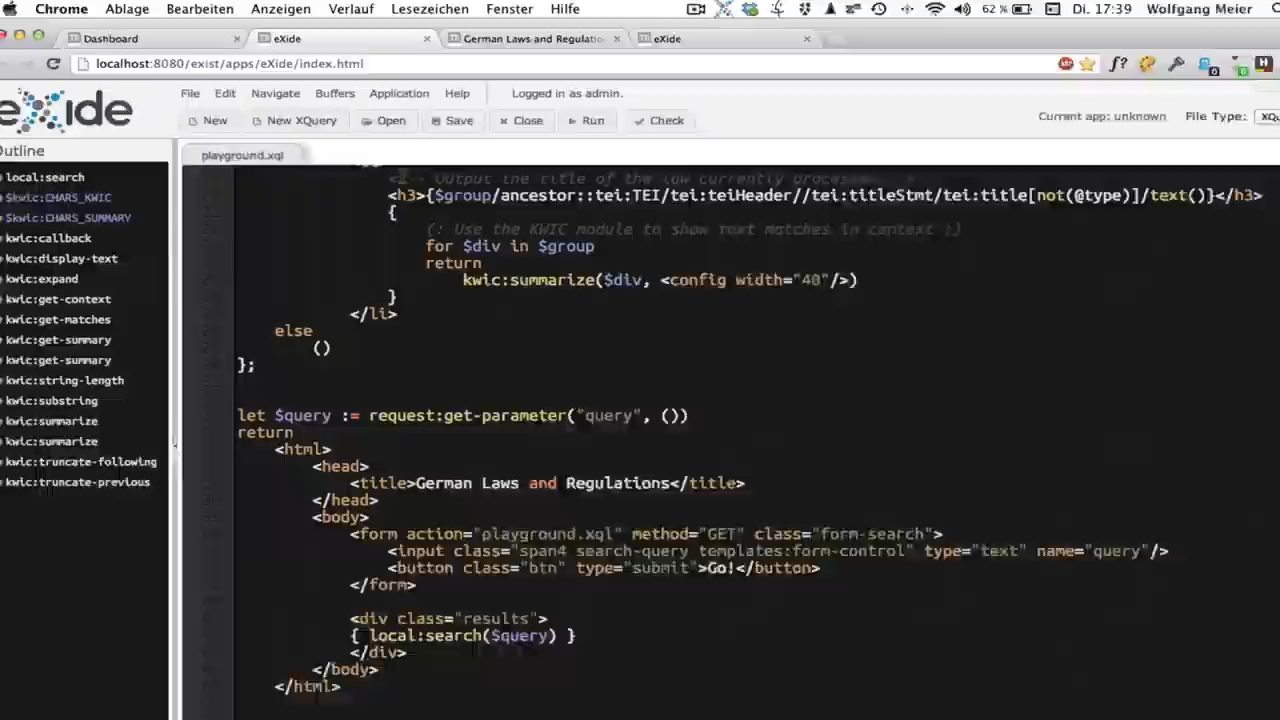 Chrome Ablage Bearbeiten Anzeigen Verlauf Lesezeichen Fenster Hilfe 62 % Di. 17:39 Wolfgang Meier
Dashboard eXide German Laws and Regulatio eXide
localhost:8080/exist/apps/eXide/index.html
eXide File Edit Navigate Buffers Application Help Logged in as admin.
New New XQuery Open Save Close Run Check Current app: unknown File Type: XQu
Outline
playground.xql
local:search
$kwic:CHARS_KWIC
$kwic:CHARS_SUMMARY
kwic:callback
kwic:display-text
kwic:expand
kwic:get-context
kwic:get-matches
kwic:get-summary
kwic:get-summary
kwic:string-length
kwic:substring
kwic:summarize
kwic:summarize
kwic:truncate-following
kwic:truncate-previous
Output the title of the law currently
<h3>{$group/ancestor::tei:TEI/tei:teiHeader//tei:titleStmt/tei:title[not(@type)]/text()}</h3>
{
(: Use the KWIC module to show text matches in context :)
for $div in $group
return
kwic:summarize($div, <config width="40"/>)
}
</li>
else
()
};
let $query := request:get-parameter("query", ())
return
<html>
<head>
<title>German Laws and Regulations</title>
</head>
<body>
<form action="playground.xql" method="GET" class="form-search">
<input class="span4 search-query templates:form-control" type="text" name="query"/>
<button class="btn" type="submit">Go!</button>
</form>
<div class="results">
{ local:search($query) }
</div>
</body>
</html>